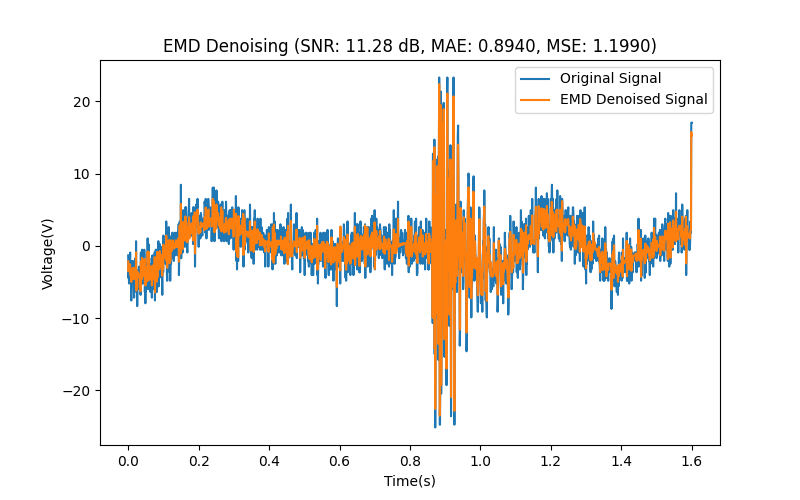 EMD Denoising (SNR: 11.28 dB, MAE: 0.8940, MSE: 1.1990)
Original Signal
EMD Denoised Signal
20
10
0
−10
−20
Voltage(V)
0.0 0.2 0.4 0.6 0.8 1.0 1.2 1.4 1.6
Time(s)